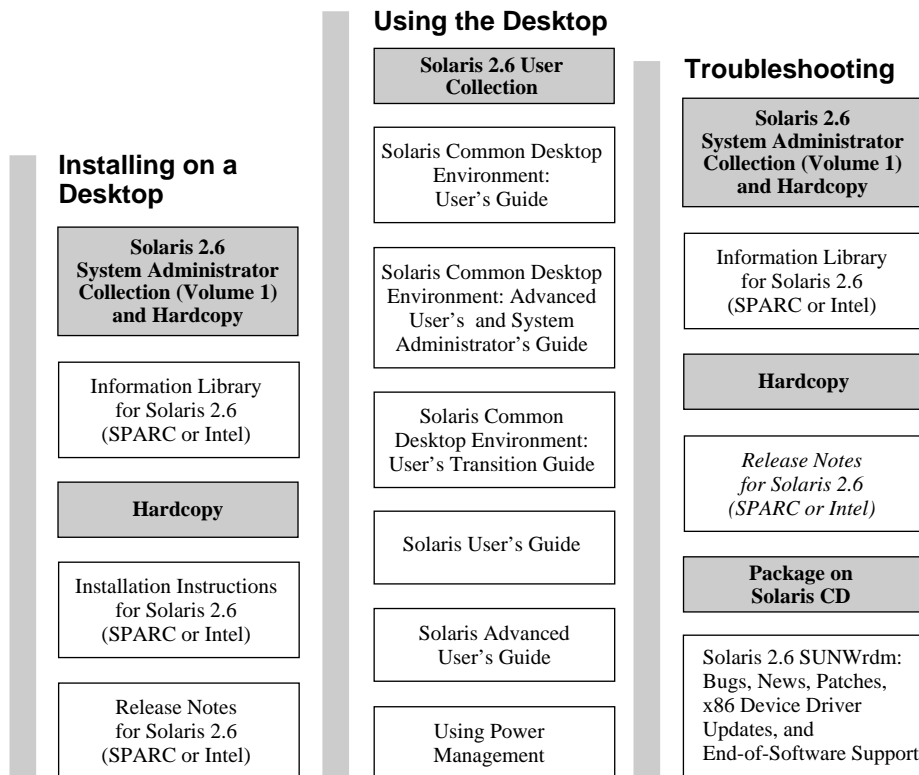 Installing on a
Desktop
Solaris 2.6
System Administrator
Collection (Volume 1)
and Hardcopy
Information Library
for Solaris 2.6
(SPARC or Intel)
Hardcopy
Installation Instructions
for Solaris 2.6
(SPARC or Intel)
Release Notes
for Solaris 2.6
(SPARC or Intel)
Using the Desktop
Solaris 2.6 User
Collection
Solaris Common Desktop
Environment:
User's Guide
Solaris Common Desktop
Environment: Advanced
User's and System
Administrator's Guide
Solaris Common
Desktop Environment:
User's Transition Guide
Solaris User's Guide
Solaris Advanced
User's Guide
Using Power
Management
Troubleshooting
Solaris 2.6
System Administrator
Collection (Volume 1)
and Hardcopy
Information Library
for Solaris 2.6
(SPARC or Intel)
Hardcopy
Release Notes
for Solaris 2.6
(SPARC or Intel)
Package on
Solaris CD
Solaris 2.6 SUNWrdm:
Bugs, News, Patches,
x86 Device Driver
Updates, and
End-of-Software Support